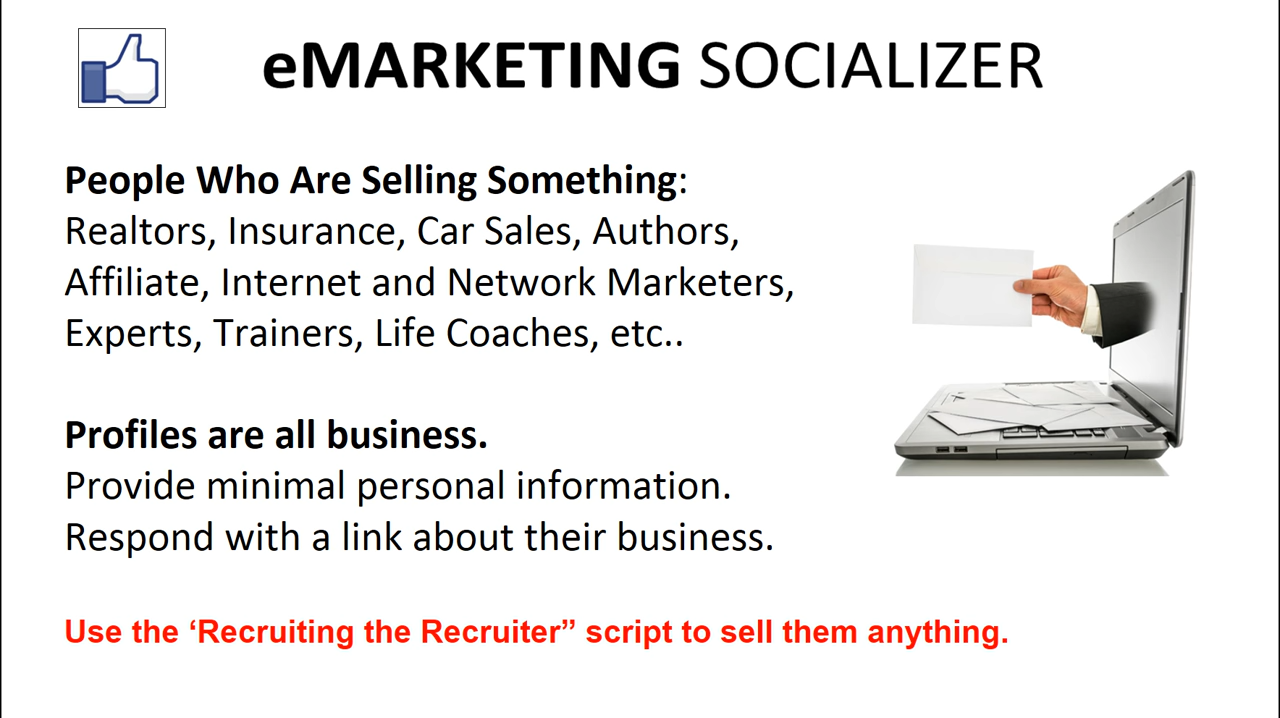 eMARKETING SOCIALIZER
People Who Are Selling Something:
Realtors, Insurance, Car Sales, Authors,
Affiliate, Internet and Network Marketers,
Experts, Trainers, Life Coaches, etc..
Profiles are all business.
Provide minimal personal information.
Respond with a link about their business.
Use the ‘Recruiting the Recruiter” script to sell them anything.